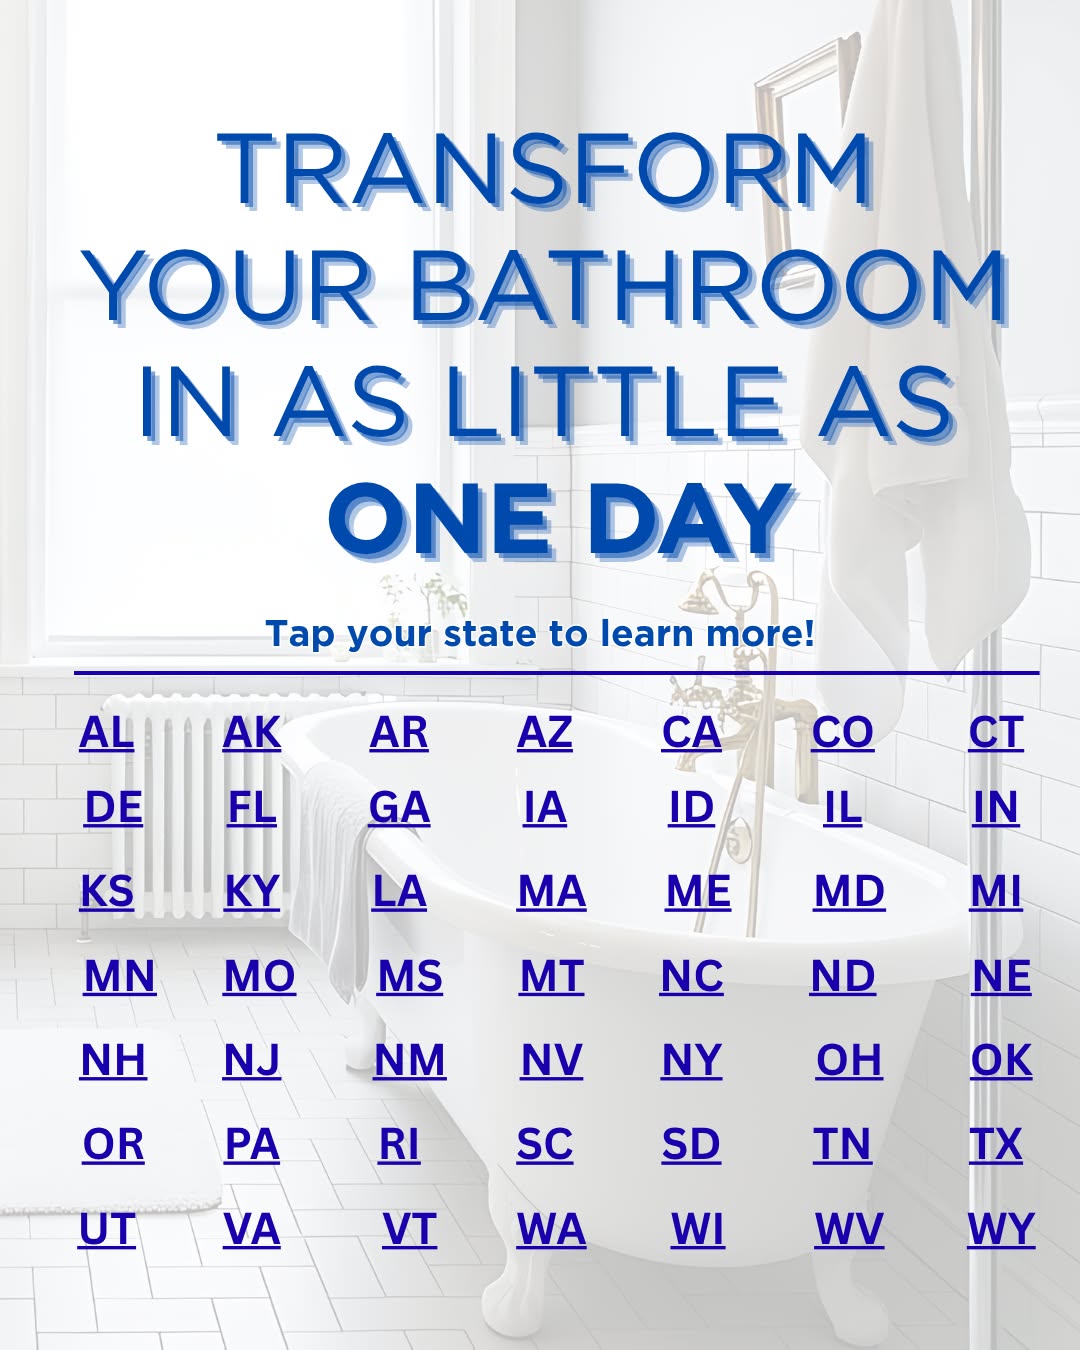 TRANSFORM
YOUR BATHROOM
IN AS LITTLE AS
ONE DAY
Tap your state to learn more!
AL AK AR AZ CA CO CT
DE FL GA IA ID IL IN
KS KY LA MA ME MD MI
MN MO MS MT NC ND NE
NH NJ NM NV NY OH OK
OR PA RI SC SD TN TX
UT VA VT WA WI WV WY